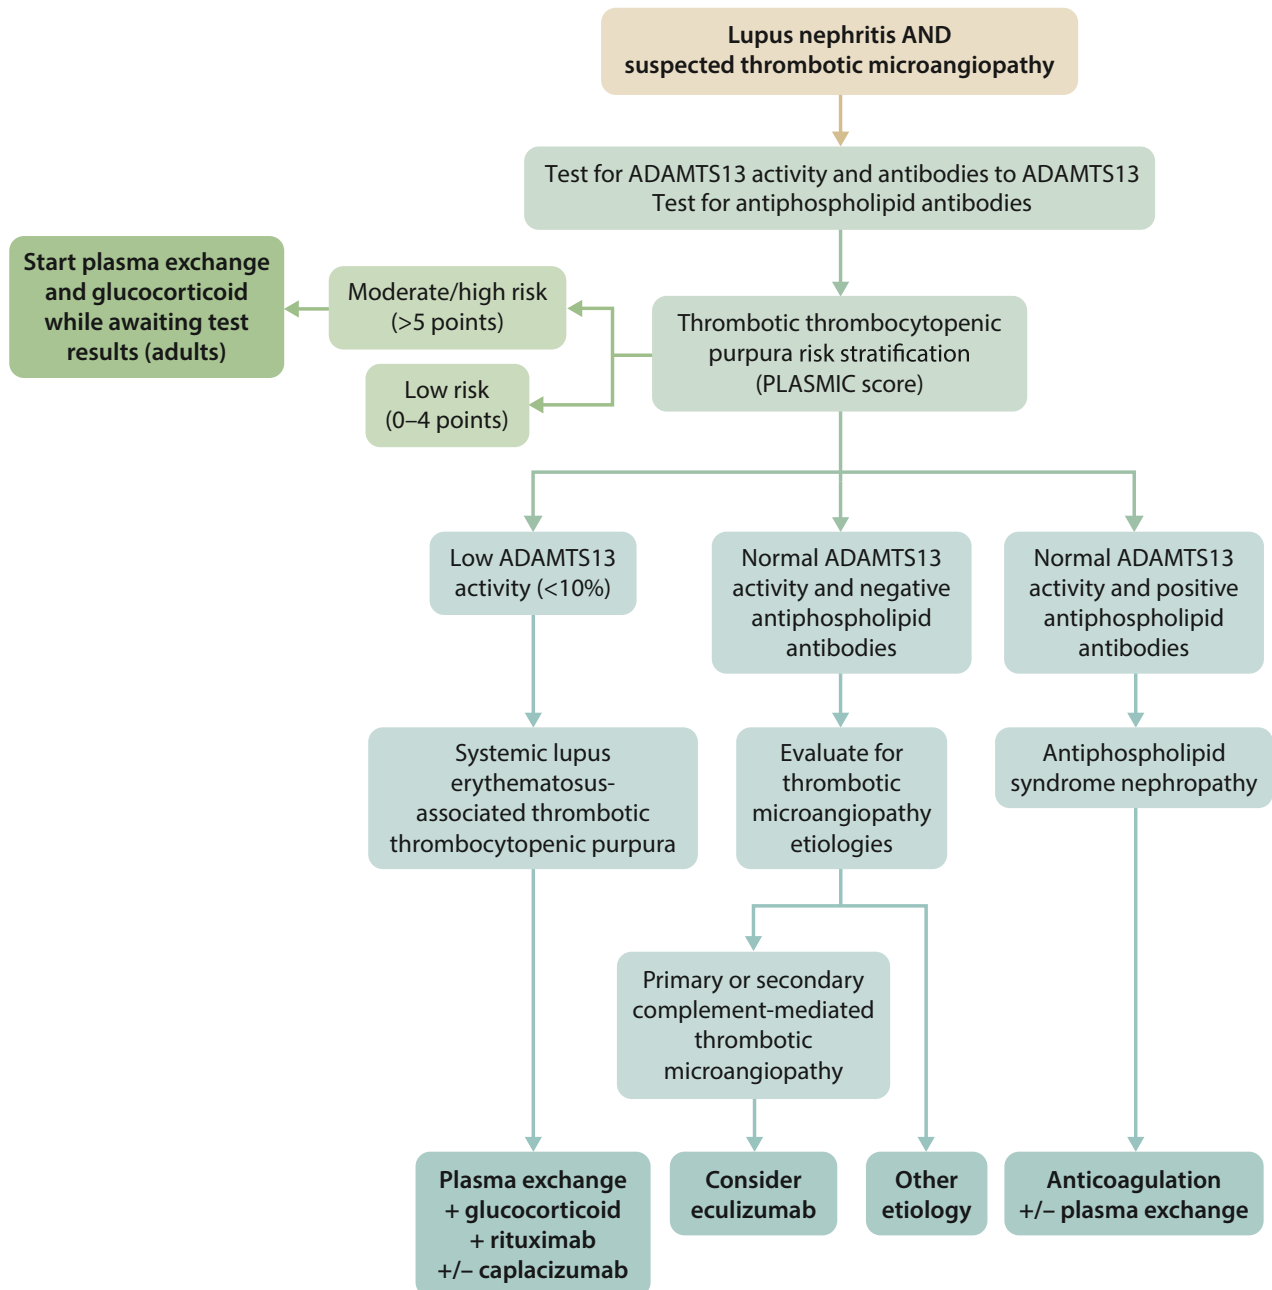 Lupus nephritis AND
suspected thrombotic microangiopathy
Test for ADAMTS13 activity and antibodies to ADAMTS13
Test for antiphospholipid antibodies
Start plasma exchange
and glucocorticoid
while awaiting test
results (adults)
Moderate/high risk
(>5 points)
Low risk
(0–4 points)
Thrombotic thrombocytopenic
purpura risk stratification
(PLASMIC score)
Low ADAMTS13
activity (<10%)
Normal ADAMTS13
activity and negative
antiphospholipid
antibodies
Normal ADAMTS13
activity and positive
antiphospholipid
antibodies
Systemic lupus
erythematosus-
associated thrombotic
thrombocytopenic purpura
Evaluate for
thrombotic
microangiopathy
etiologies
Antiphospholipid
syndrome nephropathy
Primary or secondary
complement-mediated
thrombotic
microangiopathy
Plasma exchange
+ glucocorticoid
+ rituximab
+/– caplacizumab
Consider
eculizumab
Other
etiology
Anticoagulation
+/– plasma exchange